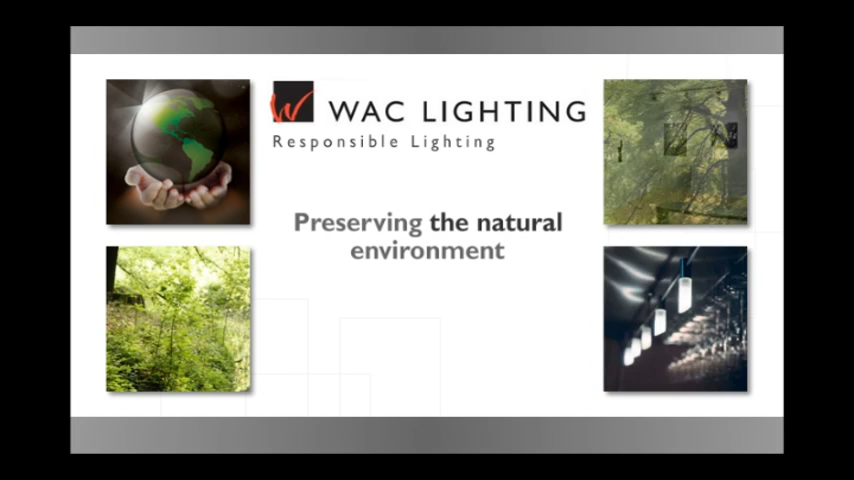 WAC LIGHTING
Responsible Lighting
Preserving the natural
environment